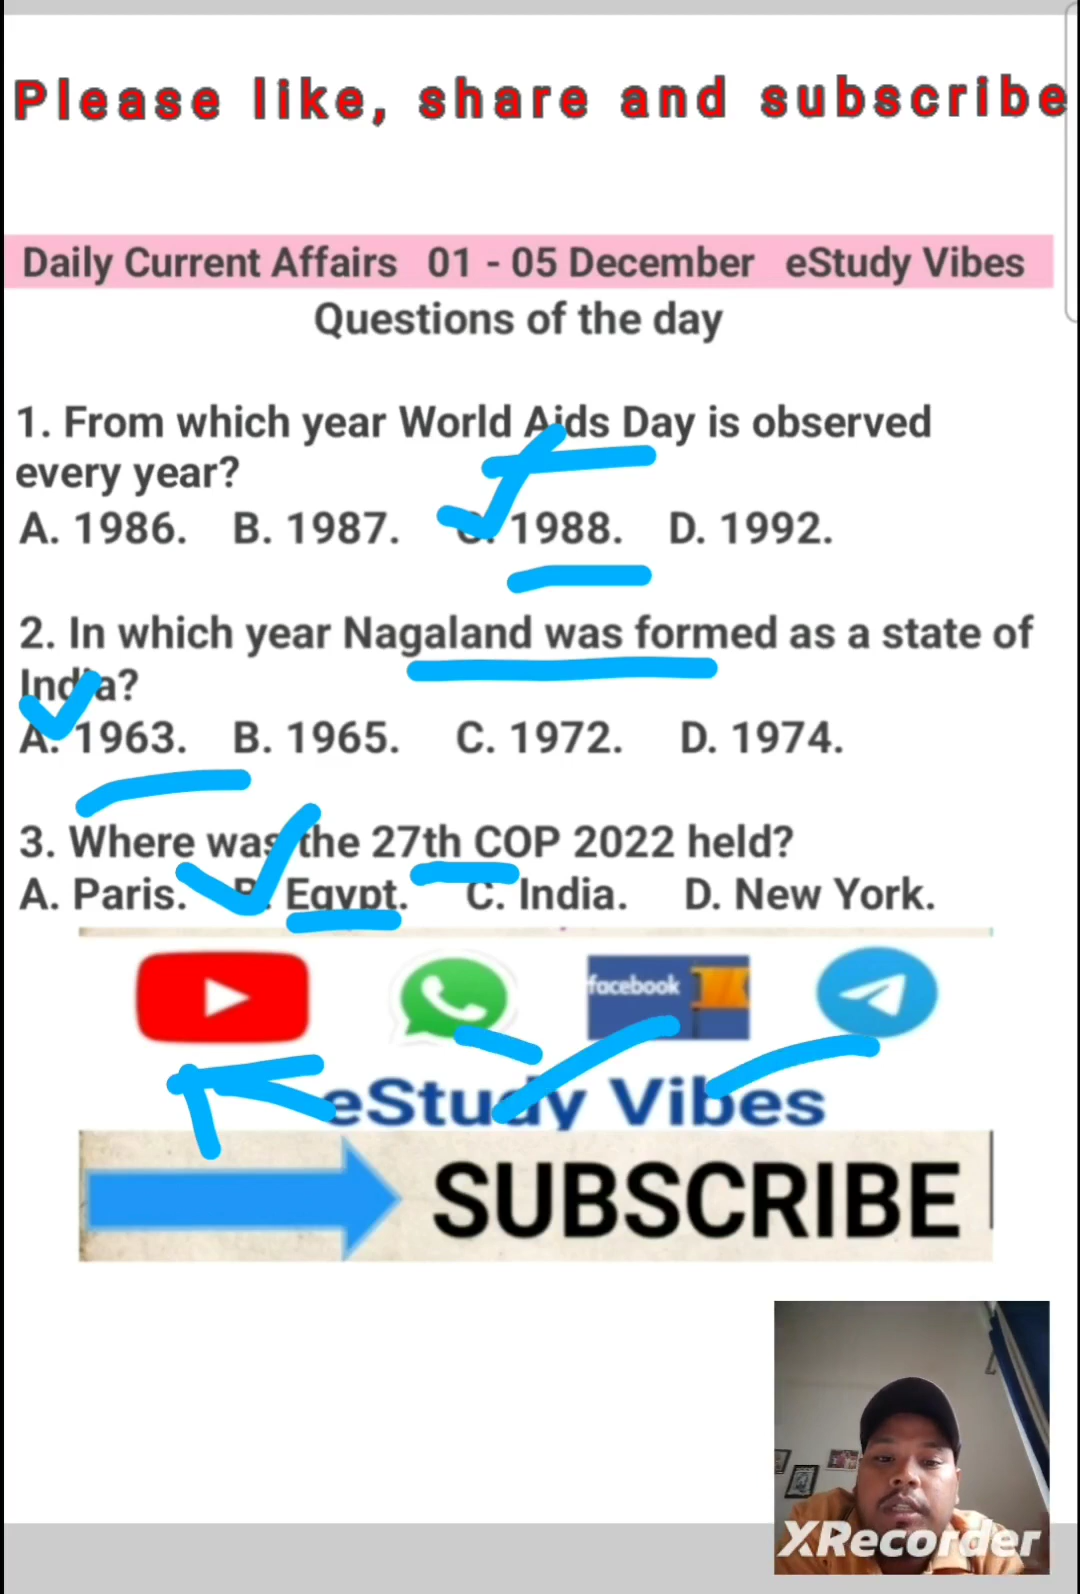 Please like, share and subscribe
Daily Current Affairs 01 - 05 December eStudy Vibes
Questions of the day
1. From which year World Aids Day is observed
every year?
A. 1986. B. 1987. C. 1988. D. 1992.
2. In which year Nagaland was formed as a state of
India?
A. 1963. B. 1965. C. 1972. D. 1974.
3. Where was the 27th COP 2022 held?
A. Paris. B. Egypt. C. India. D. New York.
facebook
eStudy Vibes
SUBSCRIBE
XRecorder